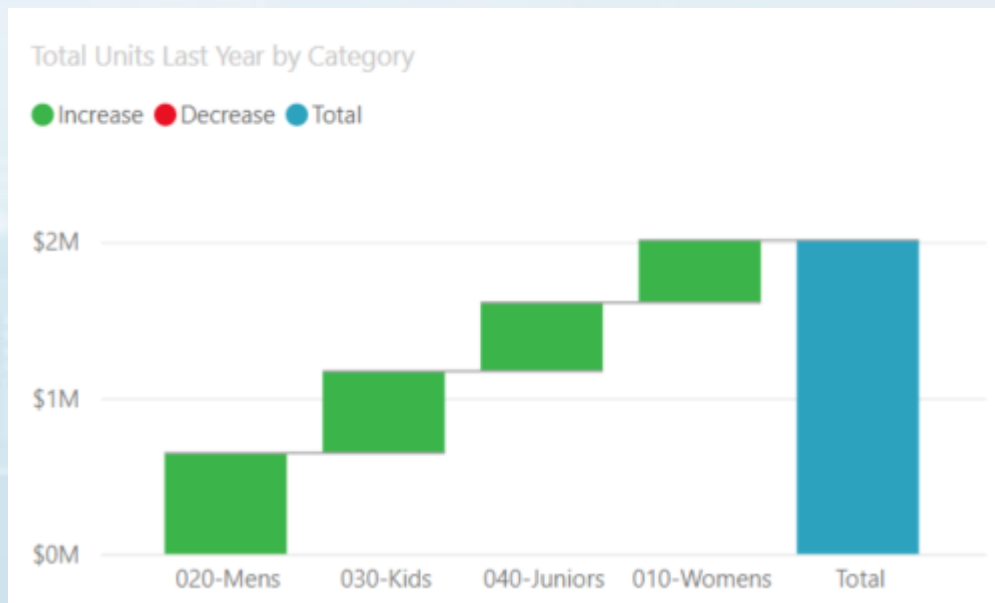 Total Units Last Year by Category
Increase Decrease Total
$2M
$1M
$0M
020-Mens 030-Kids 040-Juniors 010-Womens Total